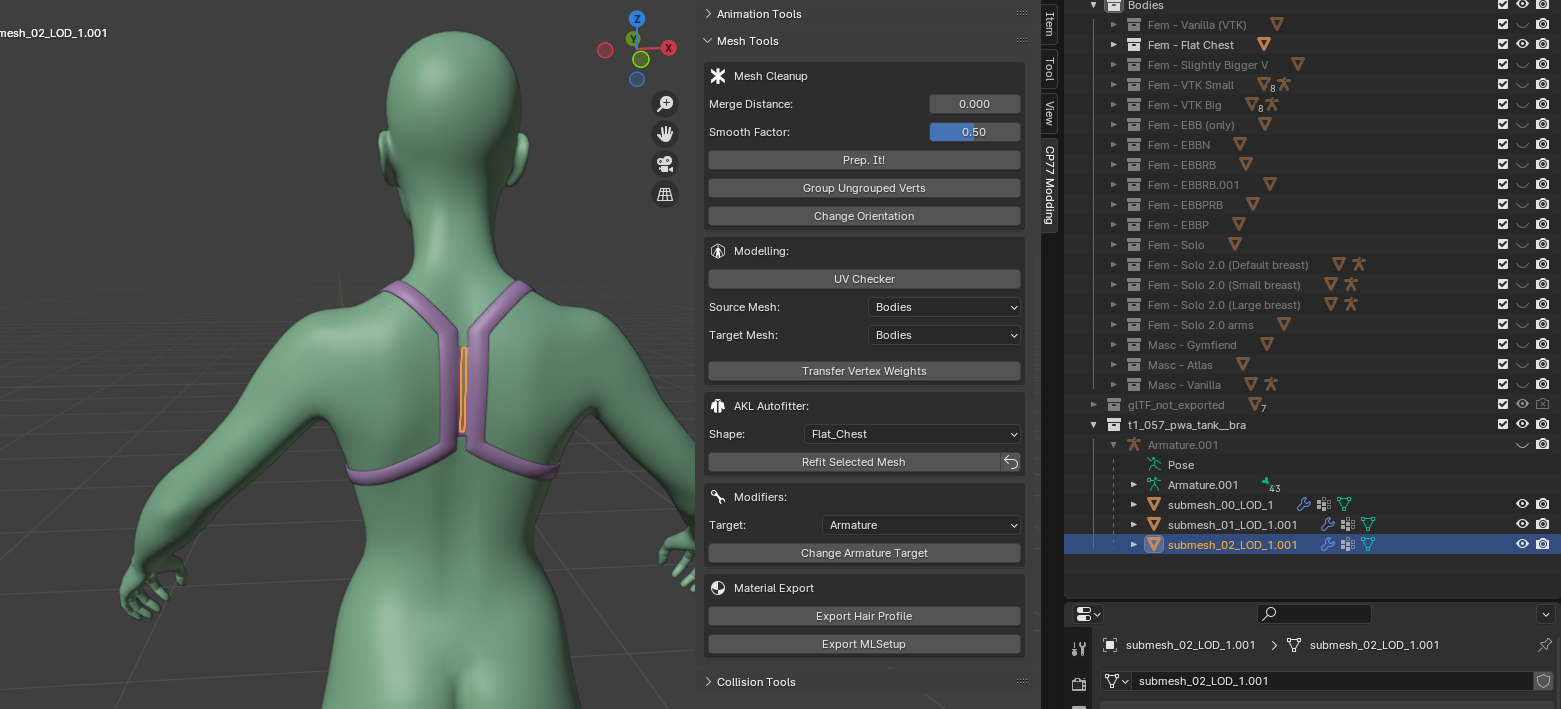 mesh_02_LOD_1.001
Z
Y
X
Animation Tools
Mesh Tools
Mesh Cleanup
Merge Distance:
0.000
Smooth Factor:
0.50
Prep. It!
Group Ungrouped Verts
Change Orientation
Modelling:
UV Checker
Source Mesh:
Bodies
Target Mesh:
Bodies
Transfer Vertex Weights
AKL Autofitter:
Shape:
Flat_Chest
Refit Selected Mesh
Modifiers:
Target:
Armature
Change Armature Target
Material Export
Export Hair Profile
Export MLSetup
Collision Tools
Item
Tool
View
CP77 Modding
Bodies
Fem - Vanilla (VTK)
Fem - Flat Chest
Fem - Slightly Bigger V
Fem - VTK Small
8
Fem - VTK Big
8
Fem - EBB (only)
Fem - EBBN
Fem - EBBRB
Fem - EBBRB.001
Fem - EBBPRB
Fem - EBBP
Fem - Solo
Fem - Solo 2.0 (Default breast)
Fem - Solo 2.0 (Small breast)
Fem - Solo 2.0 (Large breast)
Fem - Solo 2.0 arms
Masc - Gymfiend
Masc - Atlas
Masc - Vanilla
glTF_not_exported
7
t1_057_pwa_tank__bra
Armature.001
Pose
Armature.001
43
submesh_00_LOD_1
submesh_01_LOD_1.001
submesh_02_LOD_1.001
submesh_02_LOD_1.001
submesh_02_LOD_1.001
submesh_02_LOD_1.001